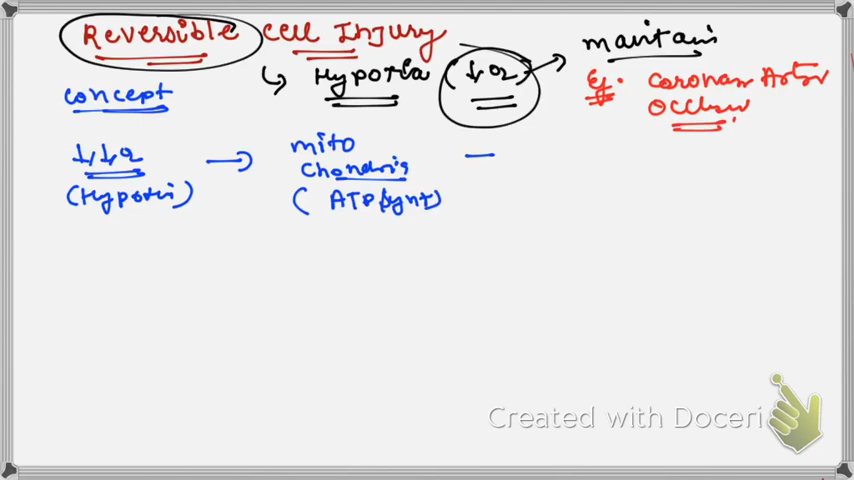 Reversible cell Injury
↳ Hypoxia (↓O2) → maintain
Eg. coronary Artery
Occlusion
concept
↓↓O2 → mito
chondria —
(Hypoxia) ( ATP synt)
Created with Doceri